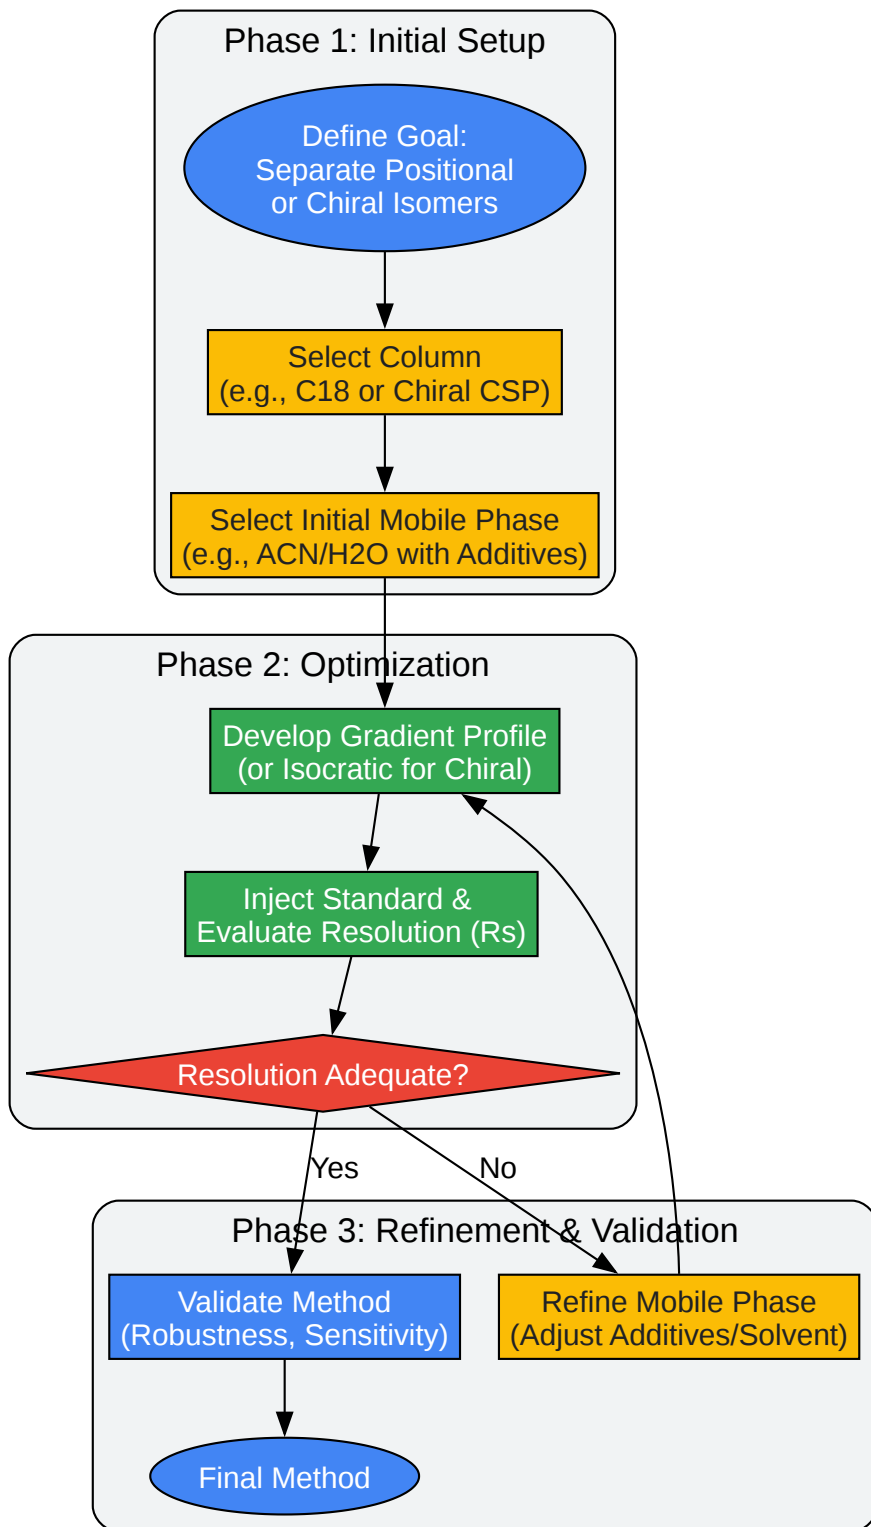 Phase 1: Initial Setup
Define Goal:
Separate Positional
or Chiral Isomers
Select Column
(e.g., C18 or Chiral CSP)
Select Initial Mobile Phase
(e.g., ACN/H2O with Additives)
Phase 2: Optimization
Develop Gradient Profile
(or Isocratic for Chiral)
Inject Standard &
Evaluate Resolution (Rs)
Resolution Adequate?
Yes
No
Phase 3: Refinement & Validation
Validate Method
(Robustness, Sensitivity)
Refine Mobile Phase
(Adjust Additives/Solvent)
Final Method